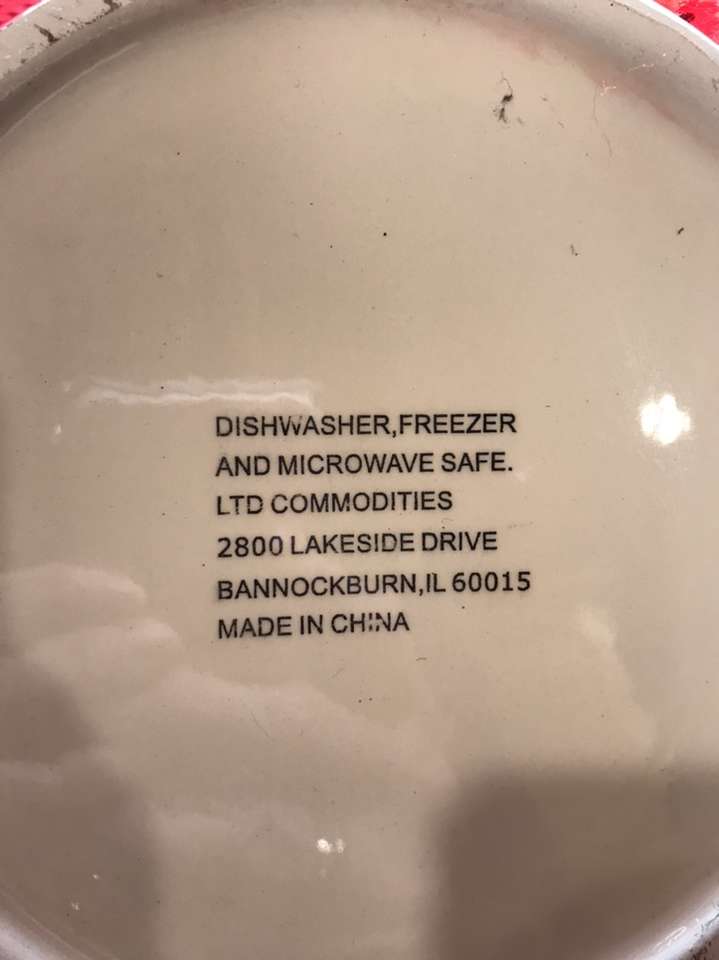 DISHWASHER,FREEZER
AND MICROWAVE SAFE.
LTD COMMODITIES
2800 LAKESIDE DRIVE
BANNOCKBURN,IL 60015
MADE IN CHINA